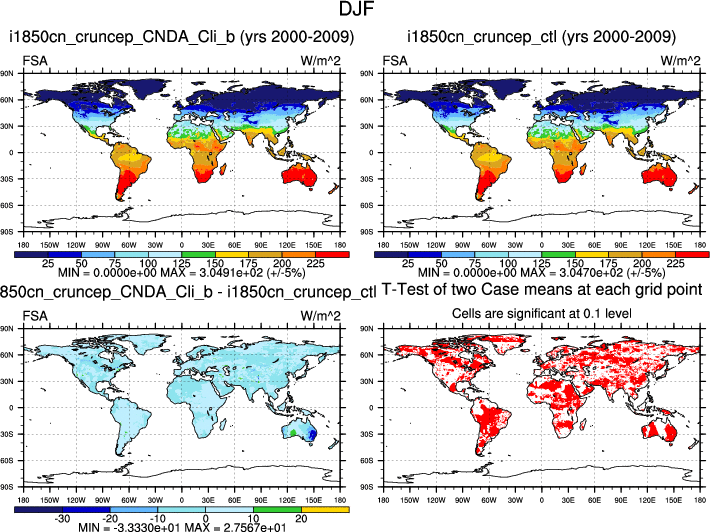 DJF
i1850cn_cruncep_CNDA_Cli_b (yrs 2000-2009)
FSA W/m^2
90N
60N
30N
0
30S
60S
90S
180 150W 120W 90W 60W 30W 0 30E 60E 90E 120E 150E 180
25 50 75 100 125 150 175 200 225
MIN = 0.0000e+00 MAX = 3.0491e+02 (+/-5%)
i1850cn_cruncep_ctl (yrs 2000-2009)
FSA W/m^2
90N
60N
30N
0
30S
60S
90S
180 150W 120W 90W 60W 30W 0 30E 60E 90E 120E 150E 180
25 50 75 100 125 150 175 200 225
MIN = 0.0000e+00 MAX = 3.0470e+02 (+/-5%)
850cn_cruncep_CNDA_Cli_b - i1850cn_cruncep_ctl
FSA W/m^2
90N
60N
30N
0
30S
60S
90S
180 150W 120W 90W 60W 30W 0 30E 60E 90E 120E 150E 180
-30 -20 -10 0 10 20
MIN = -3.3330e+01 MAX = 2.7567e+01
T-Test of two Case means at each grid point
Cells are significant at 0.1 level
90N
60N
30N
0
30S
60S
90S
180 150W 120W 90W 60W 30W 0 30E 60E 90E 120E 150E 180